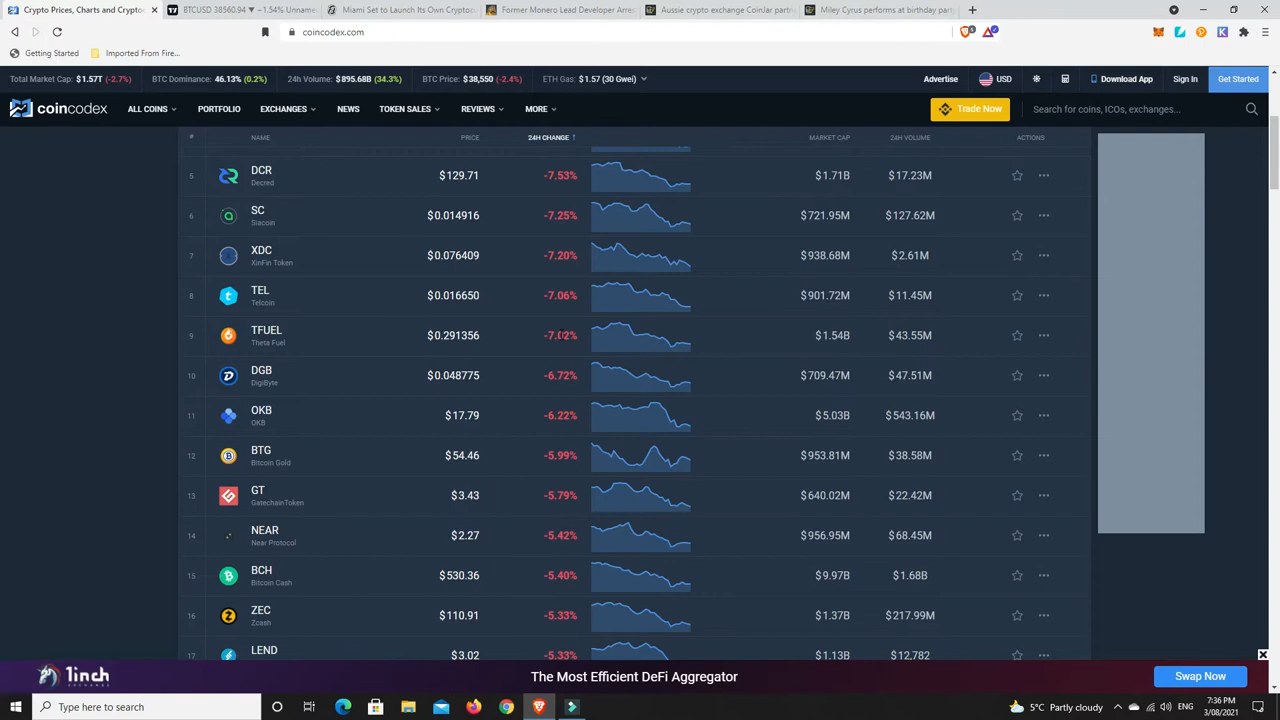 Crypto Prices, Charts and Cryptoc
BTCUSD 38560.94 ▼ −1.54% Unname
Miami Set to Launch Its Own Cryptoc
Former Monero Lead Developer Arre
Aussie crypto exchange CoinJar partn
Miley Cyrus performs at birthday part
coincodex.com
Getting Started Imported From Fire...
Total Market Cap: $1.57T (-2.7%) BTC Dominance: 46.13% (0.2%) 24h Volume: $895.68B (34.3%) BTC Price: $38,550 (-2.4%) ETH Gas: $1.57 (30 Gwei) Advertise USD Download App Sign In Get Started
coincodex ALL COINS PORTFOLIO EXCHANGES NEWS TOKEN SALES REVIEWS MORE Trade Now Search for coins, ICOs, exchanges...
# NAME PRICE 24H CHANGE ↑ MARKET CAP 24H VOLUME ACTIONS
5 DCR $129.71 -7.53% $1.71B $17.23M
Decred
6 SC $0.014916 -7.25% $721.95M $127.62M
Siacoin
7 XDC $0.076409 -7.20% $938.68M $2.61M
XinFin Token
8 TEL $0.016650 -7.06% $901.72M $11.45M
Telcoin
9 TFUEL $0.291356 -7.02% $1.54B $43.55M
Theta Fuel
10 DGB $0.048775 -6.72% $709.47M $47.51M
DigiByte
11 OKB $17.79 -6.22% $5.03B $543.16M
OKB
12 BTG $54.46 -5.99% $953.81M $38.58M
Bitcoin Gold
13 GT $3.43 -5.79% $640.02M $22.42M
GatechainToken
14 NEAR $2.27 -5.42% $956.95M $68.45M
Near Protocol
15 BCH $530.36 -5.40% $9.97B $1.68B
Bitcoin Cash
16 ZEC $110.91 -5.33% $1.37B $217.99M
Zcash
17 LEND $3.02 -5.33% $1.13B $12,782
1inch EXCHANGE The Most Efficient DeFi Aggregator Swap Now
Type here to search 5°C Partly cloudy 7:36 PM
3/08/2021